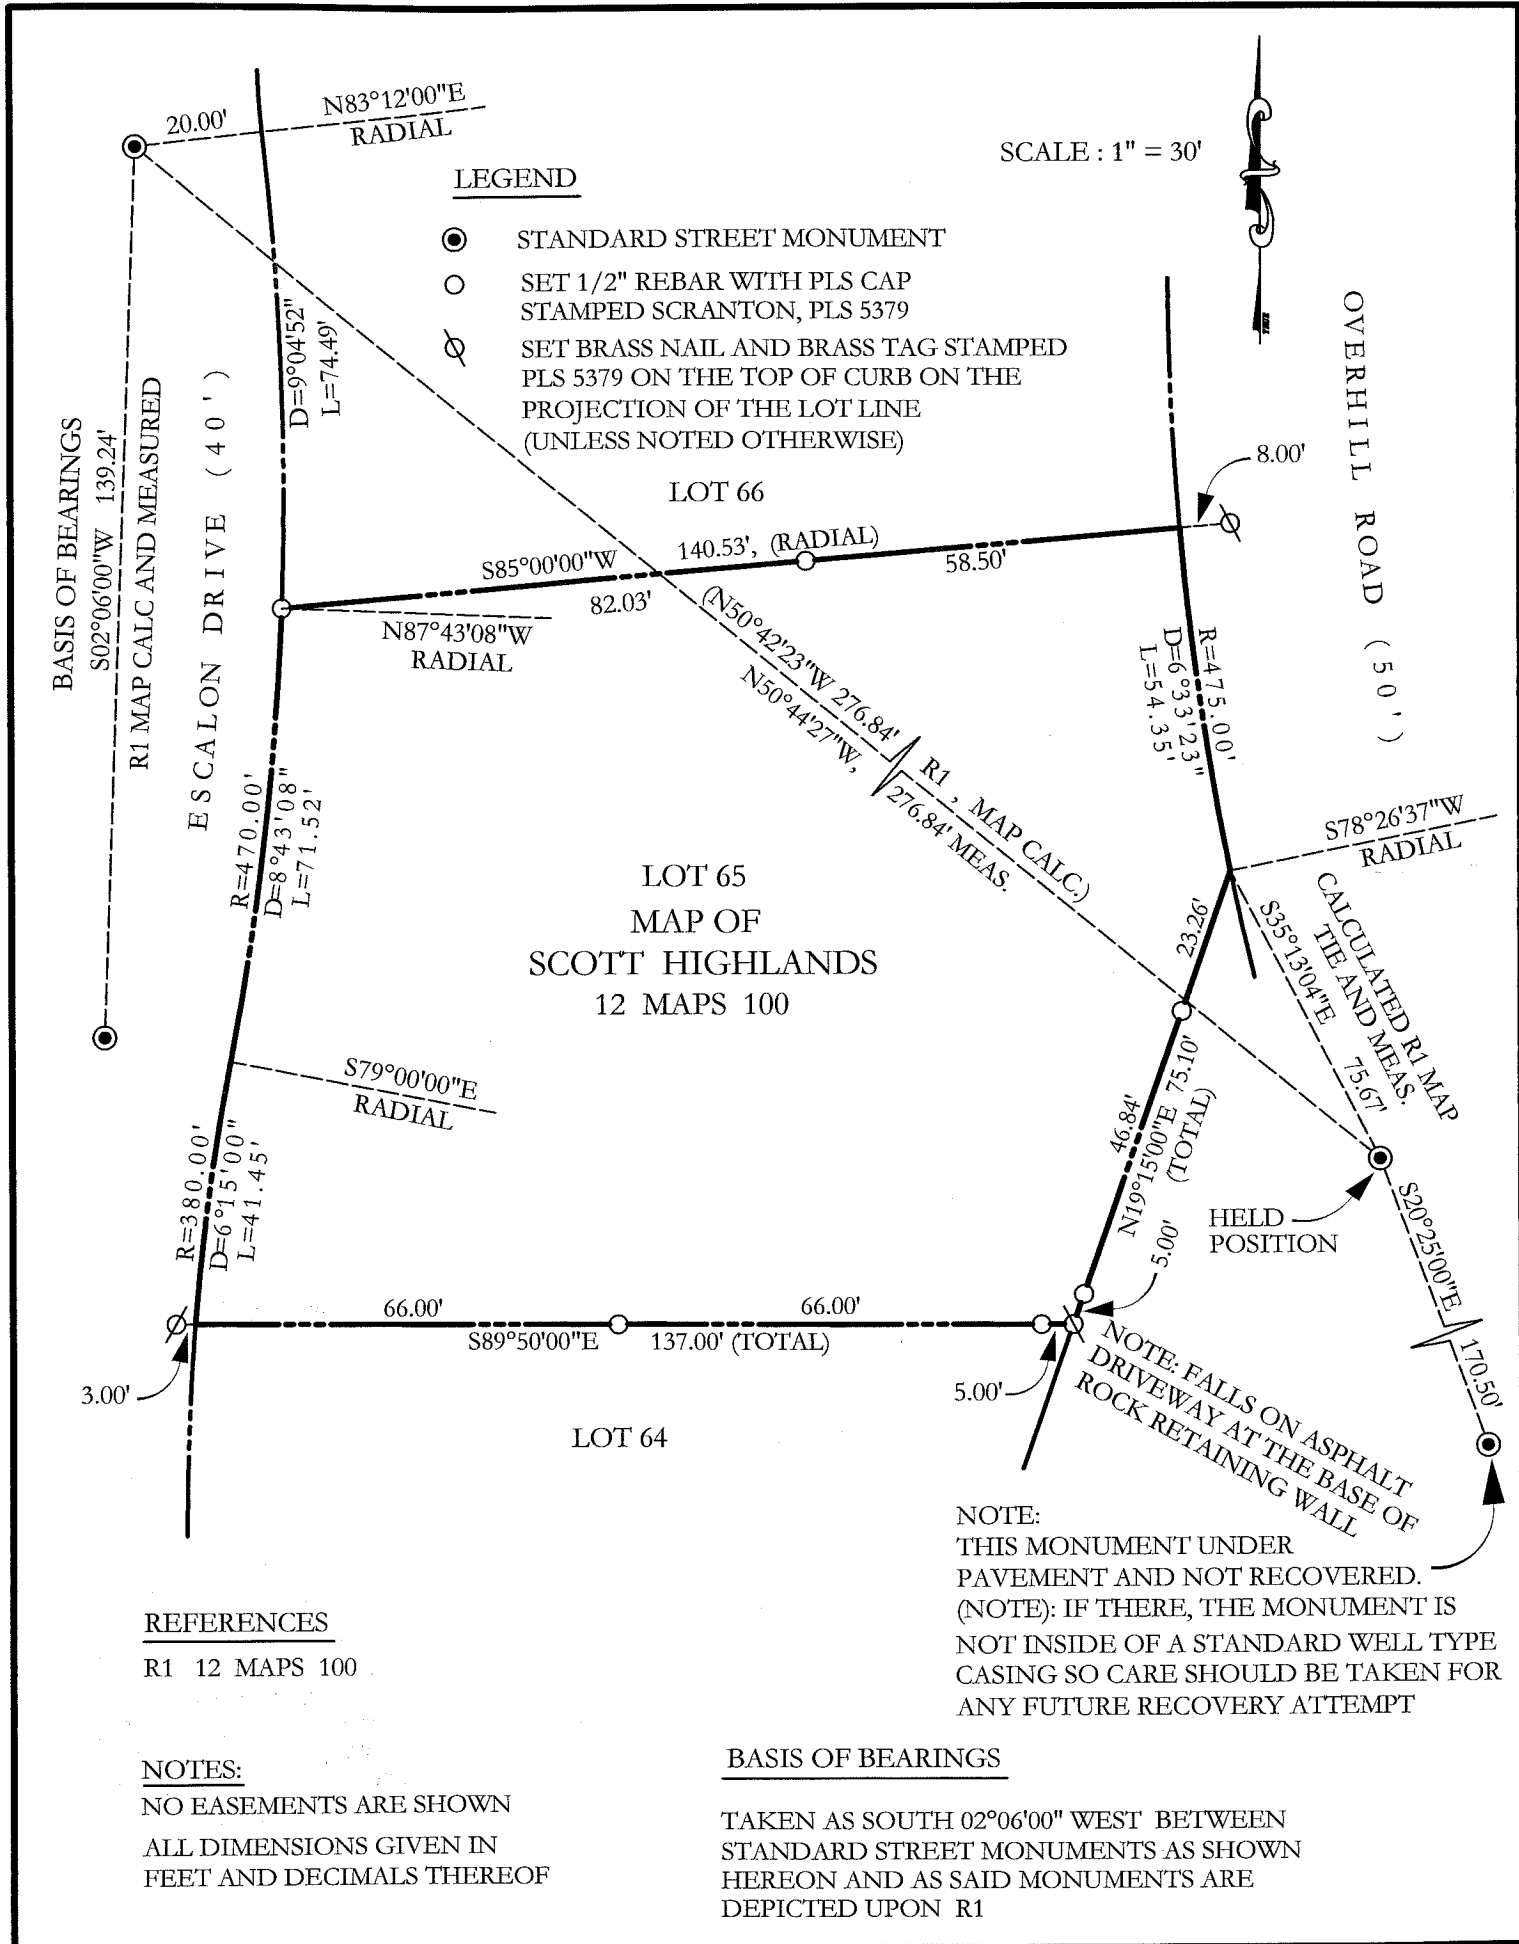 N83°12'00"E
RADIAL
20.00'
SCALE : 1" = 30'
LEGEND
STANDARD STREET MONUMENT
SET 1/2" REBAR WITH PLS CAP
STAMPED SCRANTON, PLS 5379
SET BRASS NAIL AND BRASS TAG STAMPED
PLS 5379 ON THE TOP OF CURB ON THE
PROJECTION OF THE LOT LINE
(UNLESS NOTED OTHERWISE)
D=9°04'52"
L=74.49'
BASIS OF BEARINGS
S02°06'00"W 139.24'
R1 MAP CALC AND MEASURED
ESCALON DRIVE (40')
OVERHILL ROAD (50')
8.00'
LOT 66
S85°00'00"W
140.53', (RADIAL)
82.03'
58.50'
N87°43'08"W
RADIAL
(N50°42'23"W 276.84'
R1, MAP CALC.)
N50°44'27"W,
276.84' MEAS.
R=475.00'
D=6°33'23"
L=54.35'
S78°26'37"W
RADIAL
R=470.00'
D=8°43'08"
L=71.52'
LOT 65
MAP OF
SCOTT HIGHLANDS
12 MAPS 100
23.26'
CALCULATED R1 MAP
TIE AND MEAS.
S35°13'04"E 75.67'
S79°00'00"E
RADIAL
R=380.00'
D=6°15'00"
L=41.45'
46.84'
N19°15'00"E 75.10'
(TOTAL)
5.00'
HELD
POSITION
S20°25'00"E
170.50'
66.00'
66.00'
S89°50'00"E
137.00' (TOTAL)
3.00'
5.00'
NOTE: FALLS ON ASPHALT
DRIVEWAY AT THE BASE OF
ROCK RETAINING WALL
LOT 64
NOTE:
THIS MONUMENT UNDER
PAVEMENT AND NOT RECOVERED.
(NOTE): IF THERE, THE MONUMENT IS
NOT INSIDE OF A STANDARD WELL TYPE
CASING SO CARE SHOULD BE TAKEN FOR
ANY FUTURE RECOVERY ATTEMPT
REFERENCES
R1 12 MAPS 100
NOTES:
NO EASEMENTS ARE SHOWN
ALL DIMENSIONS GIVEN IN
FEET AND DECIMALS THEREOF
BASIS OF BEARINGS
TAKEN AS SOUTH 02°06'00" WEST BETWEEN
STANDARD STREET MONUMENTS AS SHOWN
HEREON AND AS SAID MONUMENTS ARE
DEPICTED UPON R1